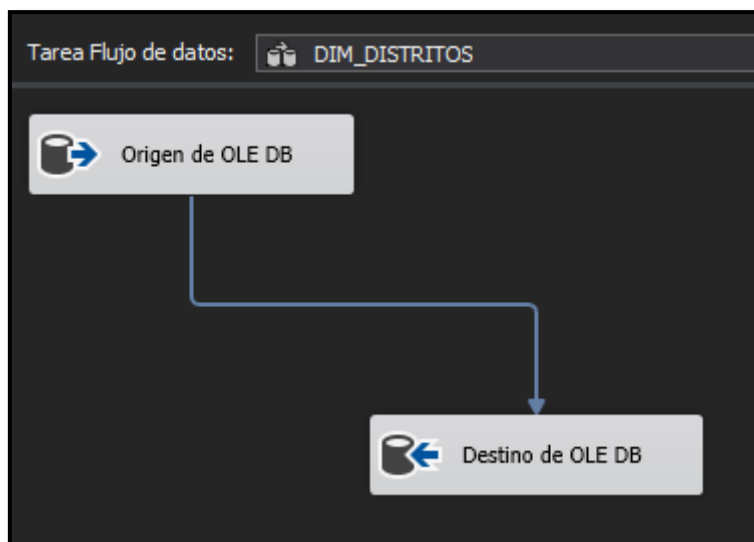 Tarea Flujo de datos: DIM_DISTRITOS
Origen de OLE DB
Destino de OLE DB